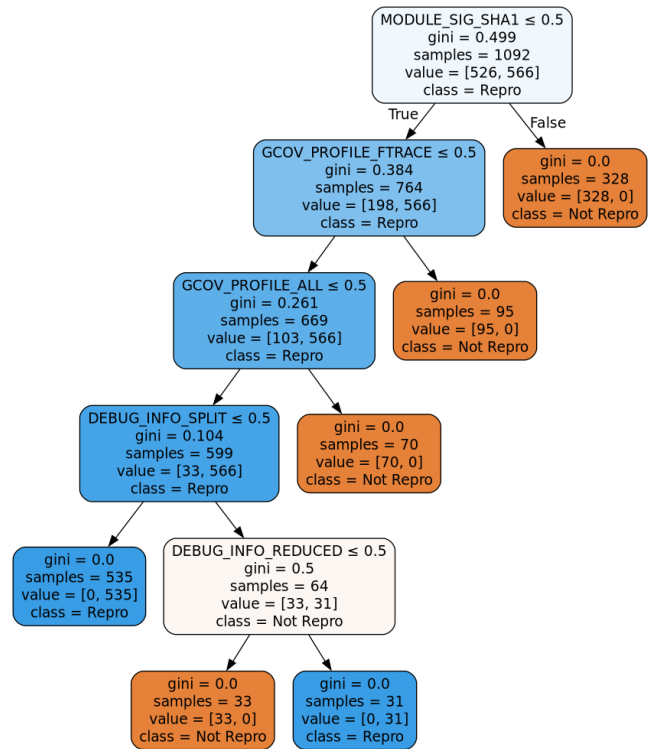 MODULE_SIG_SHA1 ≤ 0.5
gini = 0.499
samples = 1092
value = [526, 566]
class = Repro
True
False
GCOV_PROFILE_FTRACE ≤ 0.5
gini = 0.384
samples = 764
value = [198, 566]
class = Repro
gini = 0.0
samples = 328
value = [328, 0]
class = Not Repro
GCOV_PROFILE_ALL ≤ 0.5
gini = 0.261
samples = 669
value = [103, 566]
class = Repro
gini = 0.0
samples = 95
value = [95, 0]
class = Not Repro
DEBUG_INFO_SPLIT ≤ 0.5
gini = 0.104
samples = 599
value = [33, 566]
class = Repro
gini = 0.0
samples = 70
value = [70, 0]
class = Not Repro
gini = 0.0
samples = 535
value = [0, 535]
class = Repro
DEBUG_INFO_REDUCED ≤ 0.5
gini = 0.5
samples = 64
value = [33, 31]
class = Not Repro
gini = 0.0
samples = 33
value = [33, 0]
class = Not Repro
gini = 0.0
samples = 31
value = [0, 31]
class = Repro